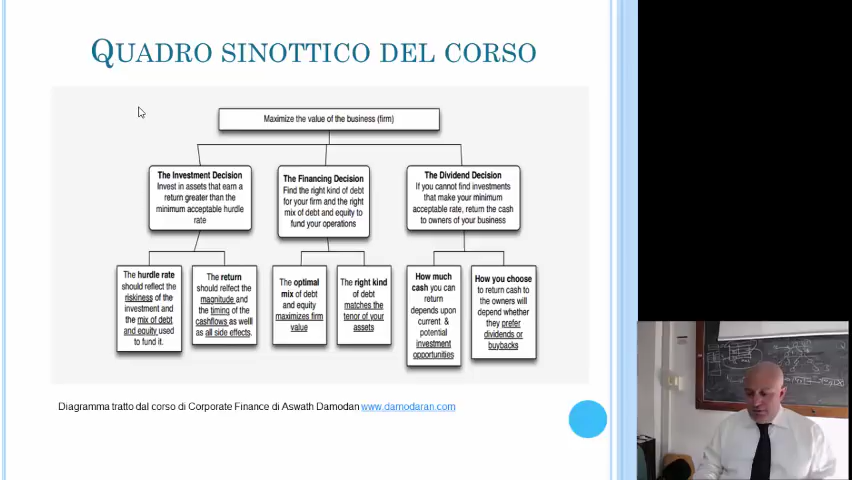 QUADRO SINOTTICO DEL CORSO
Maximize the value of the business (firm)
The Investment Decision
Invest in assets that earn a
return greater than the
minimum acceptable hurdle
rate
The Financing Decision
Find the right kind of debt
for your firm and the right
mix of debt and equity to
fund your operations
The Dividend Decision
If you cannot find investments
that make your minimum
acceptable rate, return the cash
to owners of your business
The hurdle rate
should reflect the
riskiness of the
investment and
the mix of debt
and equity used
to fund it.
The return
should relfect the
magnitude and
the timing of the
cashflows as welll
as all side effects.
The optimal
mix of debt
and equity
maximizes firm
value
The right kind
of debt
matches the
tenor of your
assets
How much
cash you can
return
depends upon
current &
potential
investment
opportunities
How you choose
to return cash to
the owners will
depend whether
they prefer
dividends or
buybacks
Diagramma tratto dal corso di Corporate Finance di Aswath Damodan www.damodaran.com